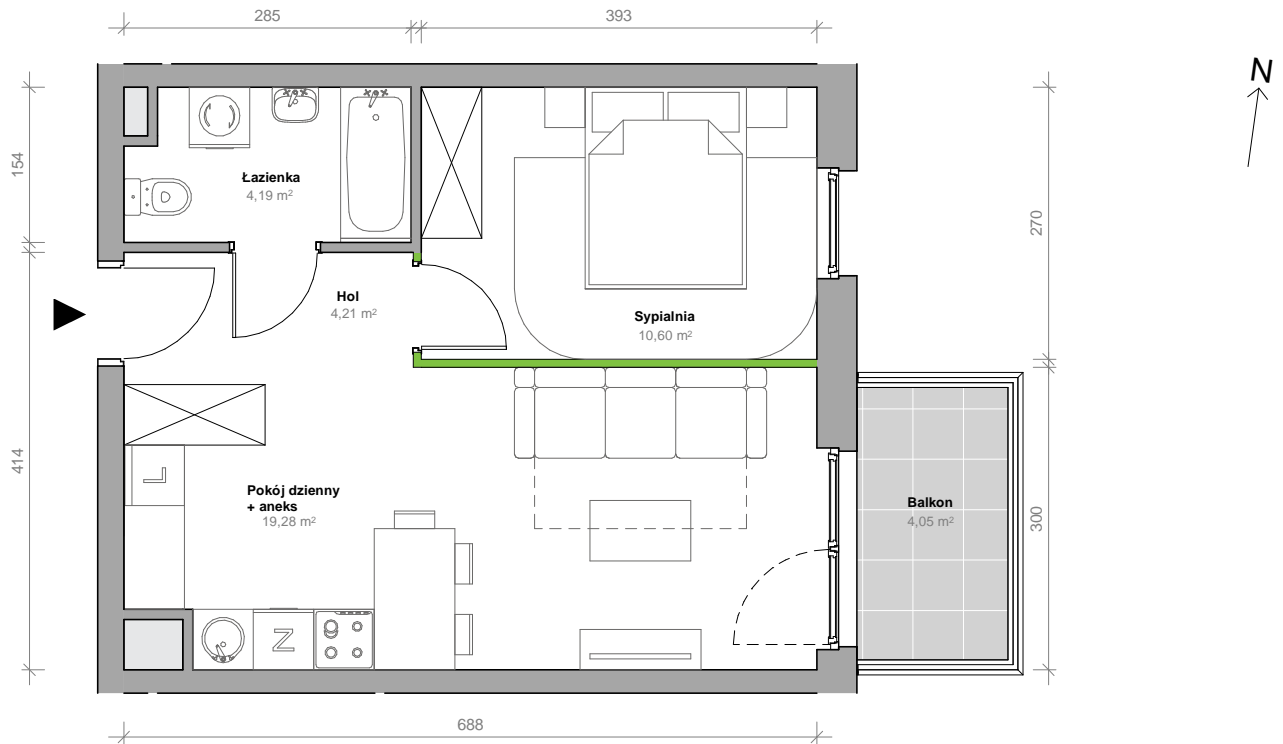 285
393
N
154
Łazienka
4,19 m²
270
Hol
4,21 m²
Sypialnia
10,60 m²
414
L
Pokój dzienny
+ aneks
19,28 m²
Balkon
4,05 m²
300
Z
688